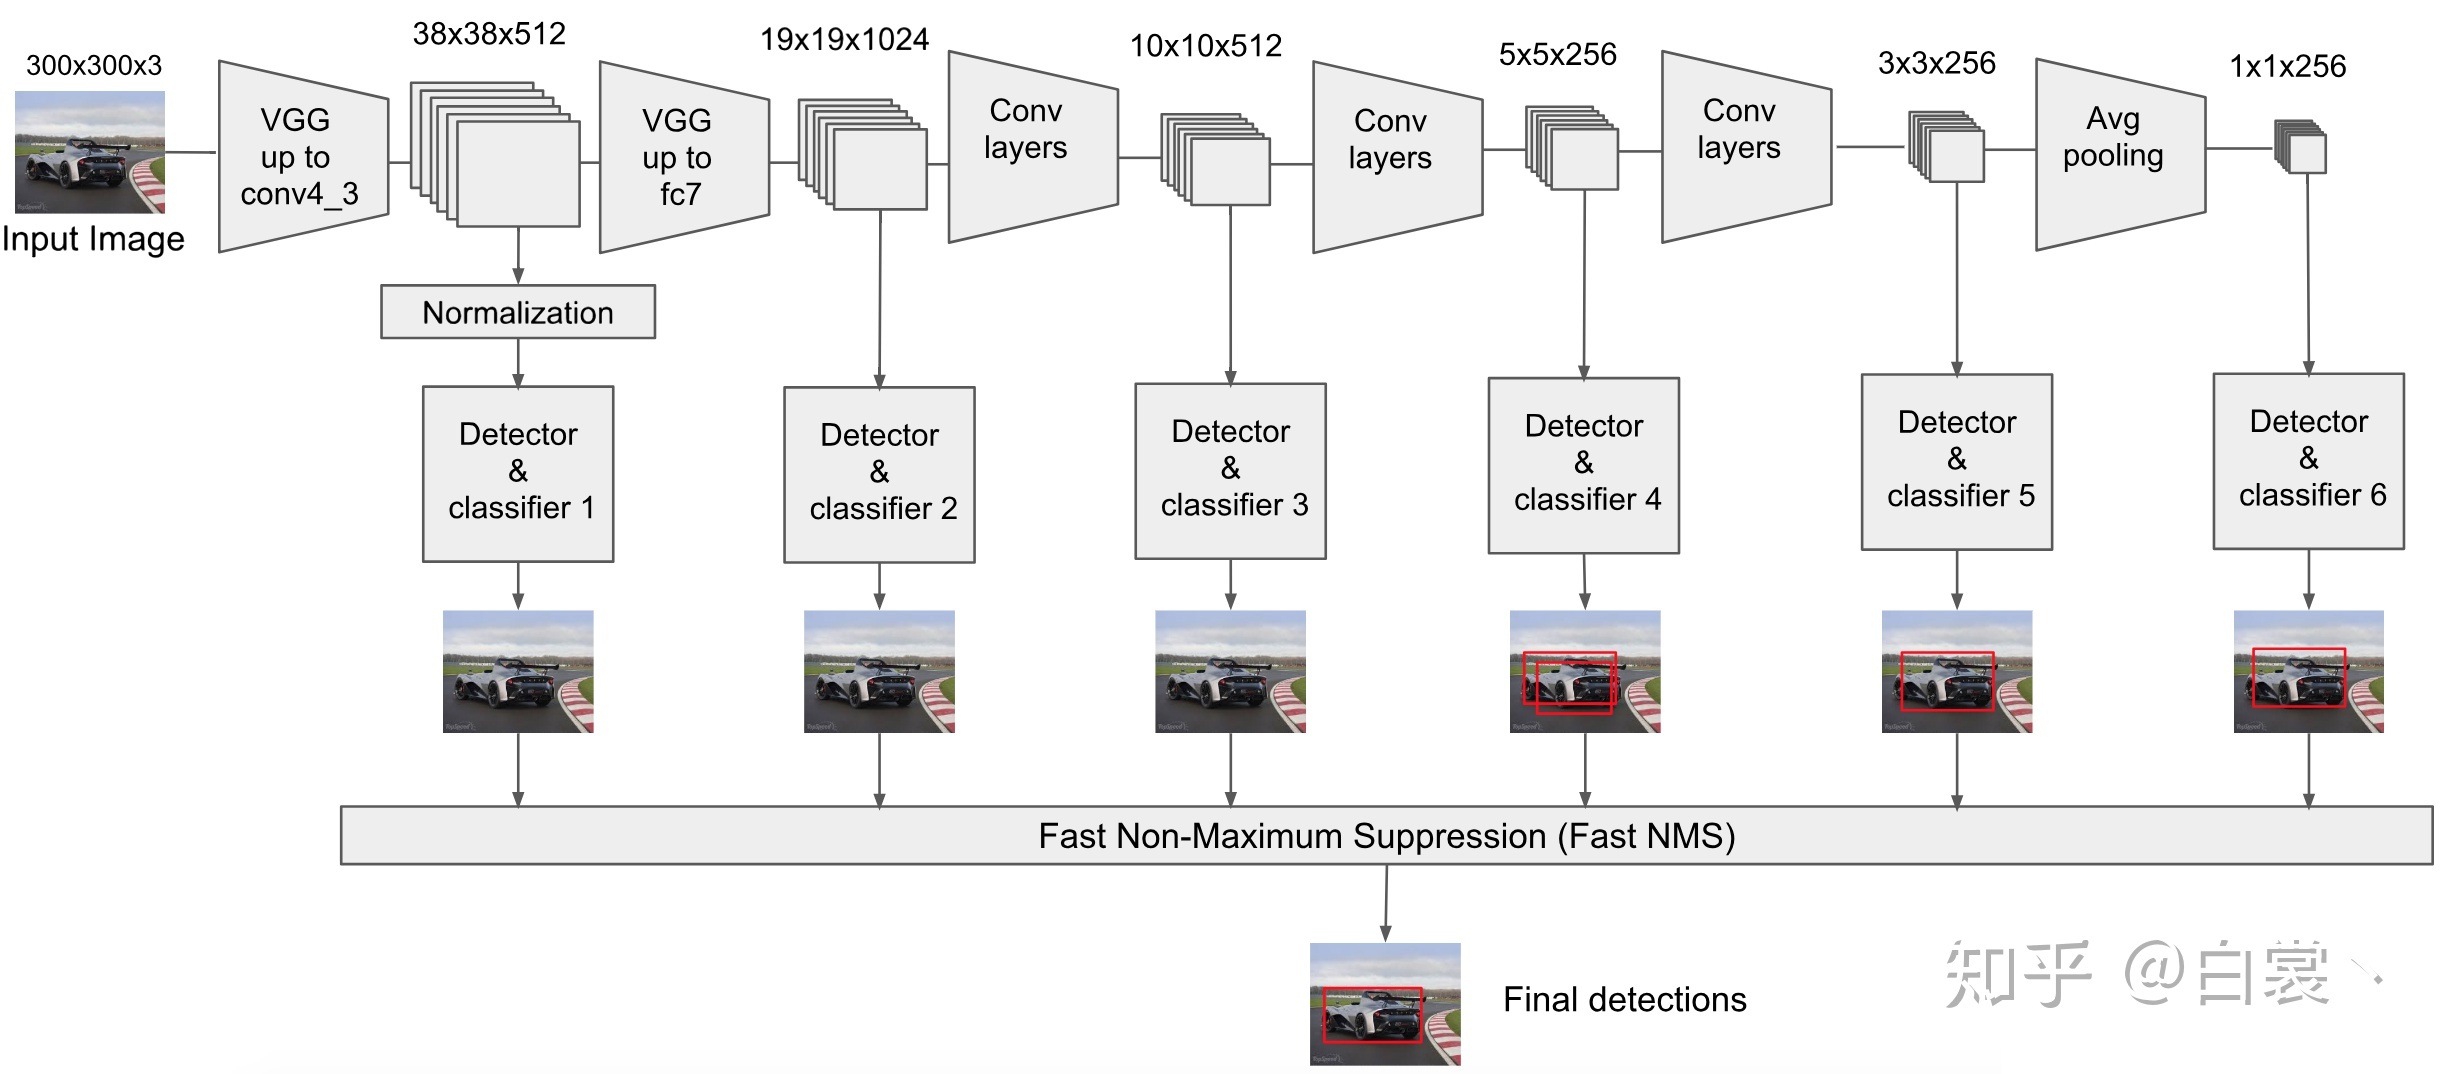 300x300x3
38x38x512
19x19x1024
10x10x512
5x5x256
3x3x256
1x1x256
VGG
up to
conv4_3
VGG
up to
fc7
Conv
layers
Conv
layers
Conv
layers
Avg
pooling
Input Image
Normalization
Detector
&
classifier 1
Detector
&
classifier 2
Detector
&
classifier 3
Detector
&
classifier 4
Detector
&
classifier 5
Detector
&
classifier 6
Fast Non-Maximum Suppression (Fast NMS)
Final detections
知乎 @白裳丶